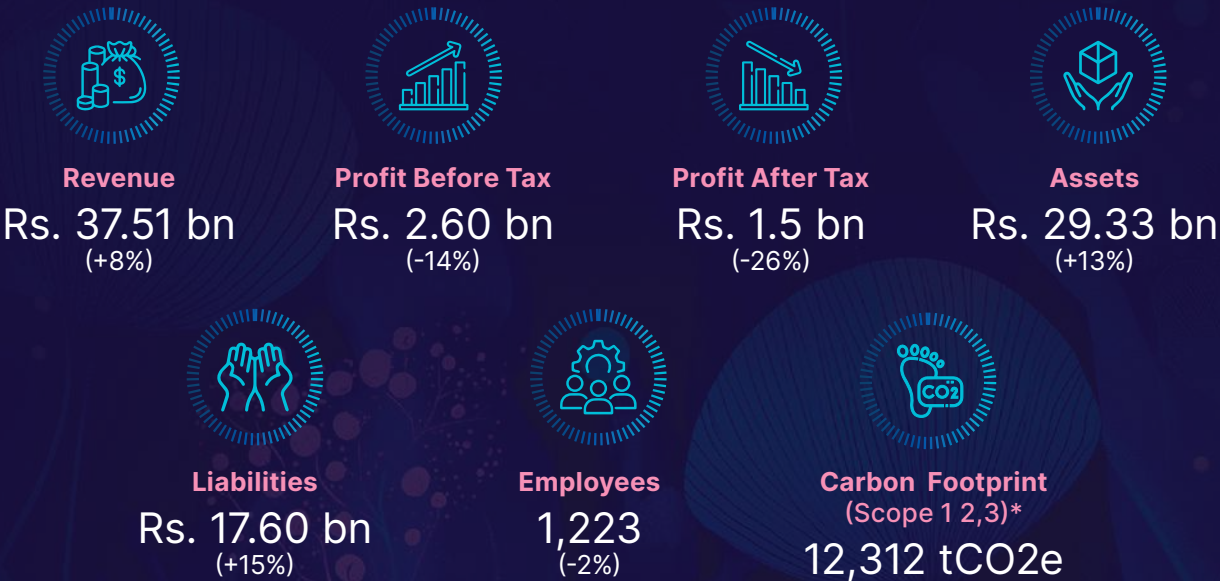 $
Revenue
Rs. 37.51 bn
(+8%)
Profit Before Tax
Rs. 2.60 bn
(-14%)
Profit After Tax
Rs. 1.5 bn
(-26%)
Assets
Rs. 29.33 bn
(+13%)
Liabilities
Rs. 17.60 bn
(+15%)
Employees
1,223
(-2%)
CO2
Carbon Footprint
(Scope 1 2,3)*
12,312 tCO2e